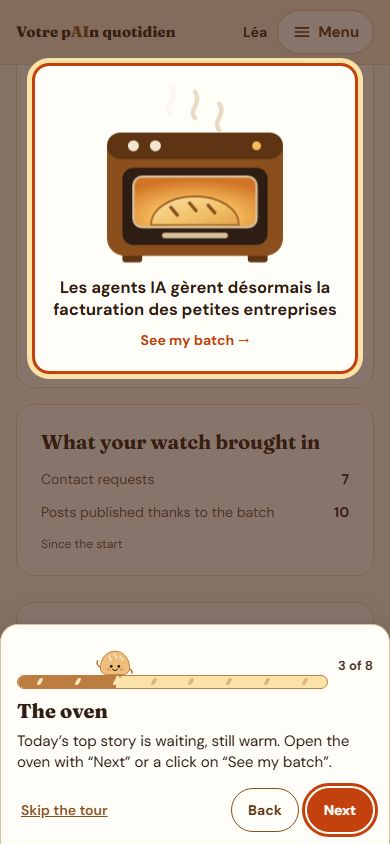 Votre pAIn quotidien
Léa
Menu
Les agents IA gèrent désormais la
facturation des petites entreprises
See my batch →
What your watch brought in
Contact requests 7
Posts published thanks to the batch 10
Since the start
3 of 8
The oven
Today’s top story is waiting, still warm. Open the
oven with “Next” or a click on “See my batch”.
Skip the tour
Back
Next